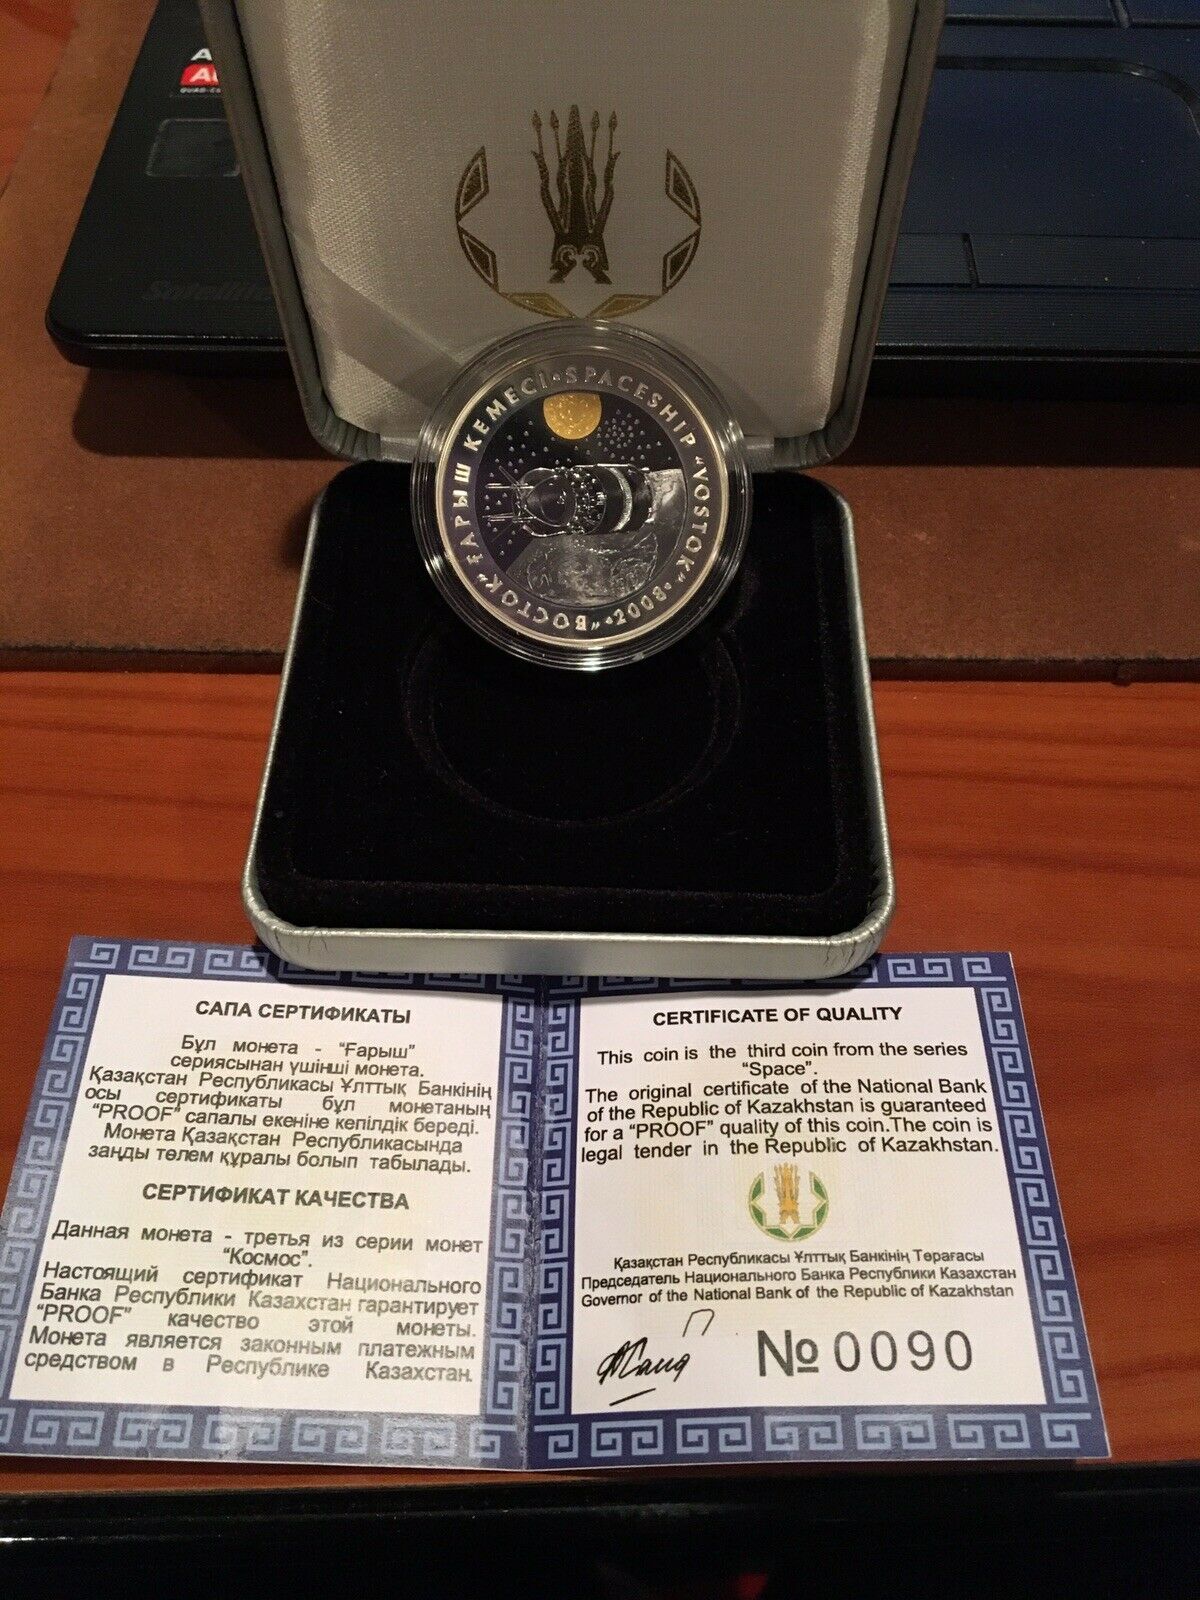 Satellite
ҒАРЫШ КЕМЕСІ•SPACESHIP "VOSTOK"•2008•"ВОСТОК"
САПА СЕРТИФИКАТЫ
Бұл монета - "Ғарыш"
сериясынан үшінші монета.
Қазақстан Республикасы Ұлттық Банкінің
осы сертификаты бұл монетаның
"PROOF" сапалы екеніне кепілдік береді.
Монета Қазақстан Республикасында
заңды төлем құралы болып табылады.
СЕРТИФИКАТ КАЧЕСТВА
Данная монета - третья из серии монет
"Космос".
Настоящий сертификат Национального
Банка Республики Казахстан гарантирует
"PROOF" качество этой монеты.
Монета является законным платежным
средством в Республике Казахстан.
CERTIFICATE OF QUALITY
This coin is the third coin from the series
"Space".
The original certificate of the National Bank
of the Republic of Kazakhstan is guaranteed
for a "PROOF" quality of this coin.The coin is
legal tender in the Republic of Kazakhstan.
Қазақстан Республикасы Ұлттық Банкінің Төрағасы
Председатель Национального Банка Республики Казахстан
Governor of the National Bank of the Republic of Kazakhstan
№ 0090